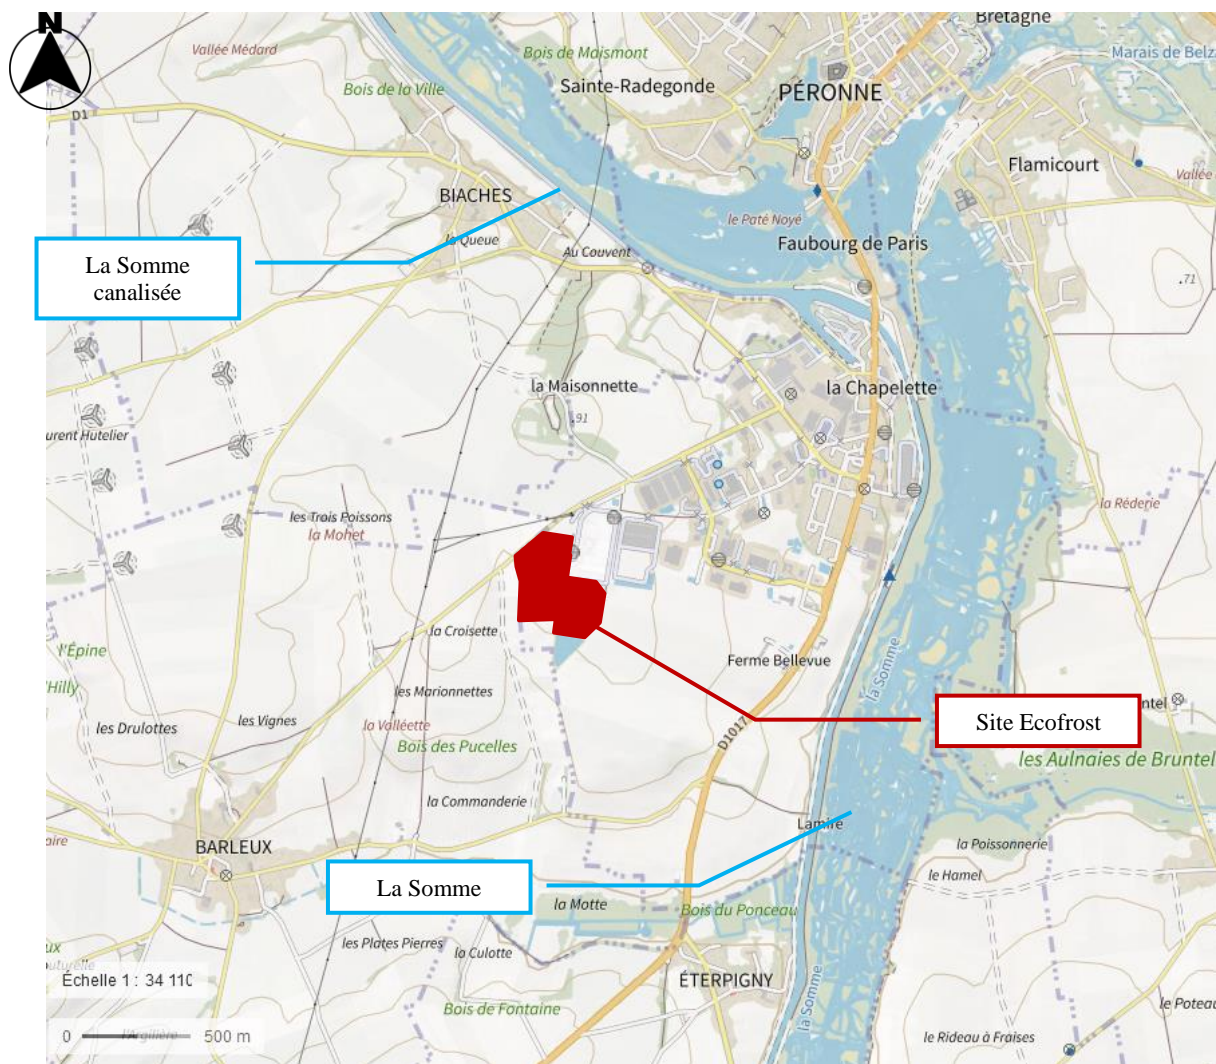 N
Bretagne
Vallée Médard
Bois de Maismont
Marais de Belza
Sainte-Radegonde
Bois de la Ville
PÉRONNE
D1
Flamicourt
Vallée
BIACHES
le Paté Noyé
la Queue
Au Couvent
Faubourg de Paris
La Somme
canalisée
71
la Maisonnette
la Chapelette
91
urent Hutelier
la Réderie
les Trois Poissons
la Mohet
la Croisette
l'Épine
Ferme Bellevue
'Hilly
les Marionnettes
la Somme
ntel
les Drulottes
les Vignes
la Valléette
D1017
Site Ecofrost
Bois des Pucelles
les Aulnaies de Bruntel
la Commanderie
Lamire
aire
BARLEUX
la Poissonnerie
le Hamel
La Somme
la Motte
Bois du Ponceau
les Plates Pierres
la Culotte
ux
Échelle 1 : 34 110
ÉTERPIGNY
la Somme
Bois de Fontaine
le Poteau
0
500 m
l'Argillière
le Rideau à Fraises